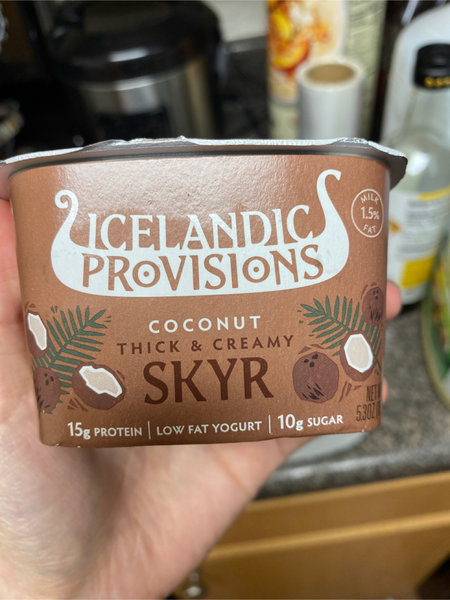 ICELANDIC
PROVISIONS
MILK
1.5%
FAT
COCONUT
THICK & CREAMY
SKYR
15g PROTEIN | LOW FAT YOGURT | 10g SUGAR
5.3OZ